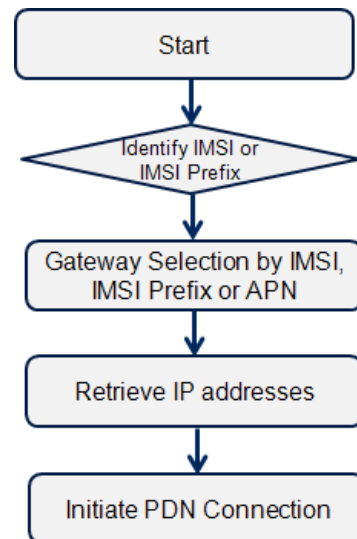 Start
Identify IMSI or
IMSI Prefix
Gateway Selection by IMSI,
IMSI Prefix or APN
Retrieve IP addresses
Initiate PDN Connection